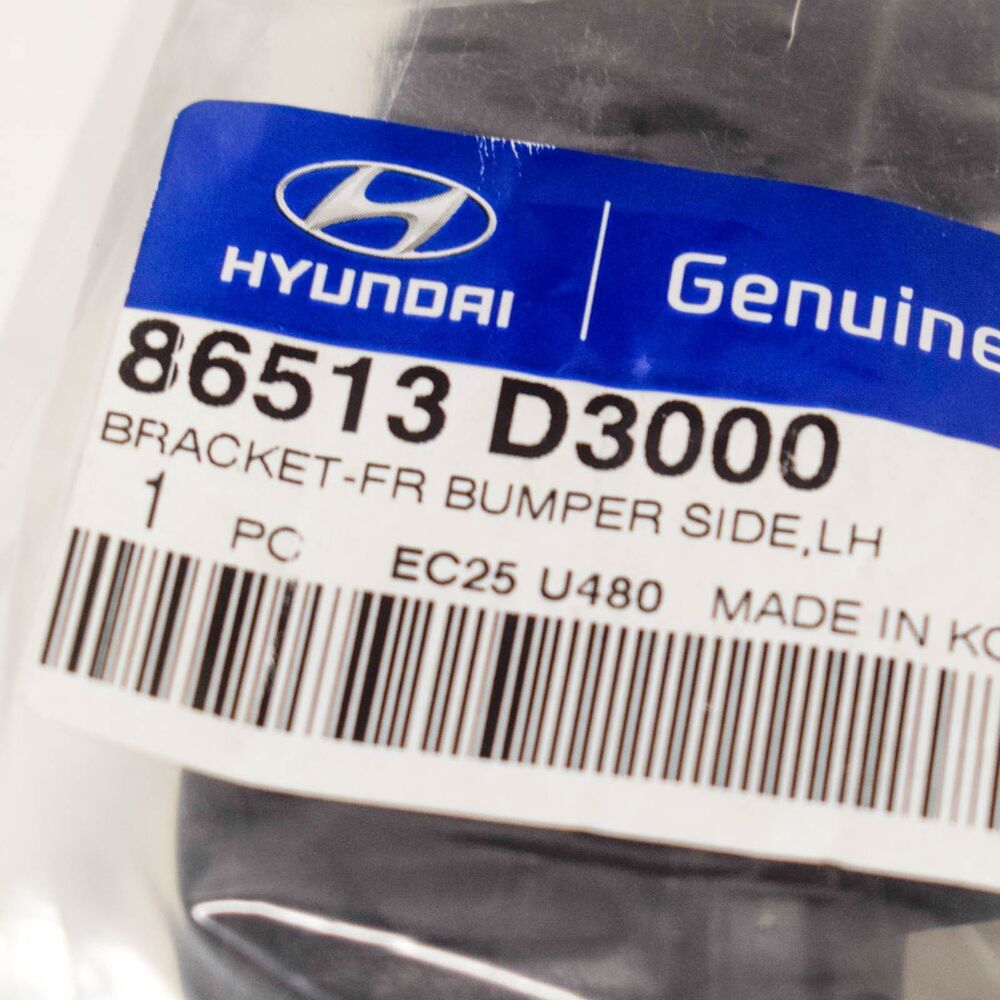 HYUNDAI
Genuine
86513 D3000
BRACKET-FR BUMPER SIDE,LH
1 PC EC25 U480 MADE IN